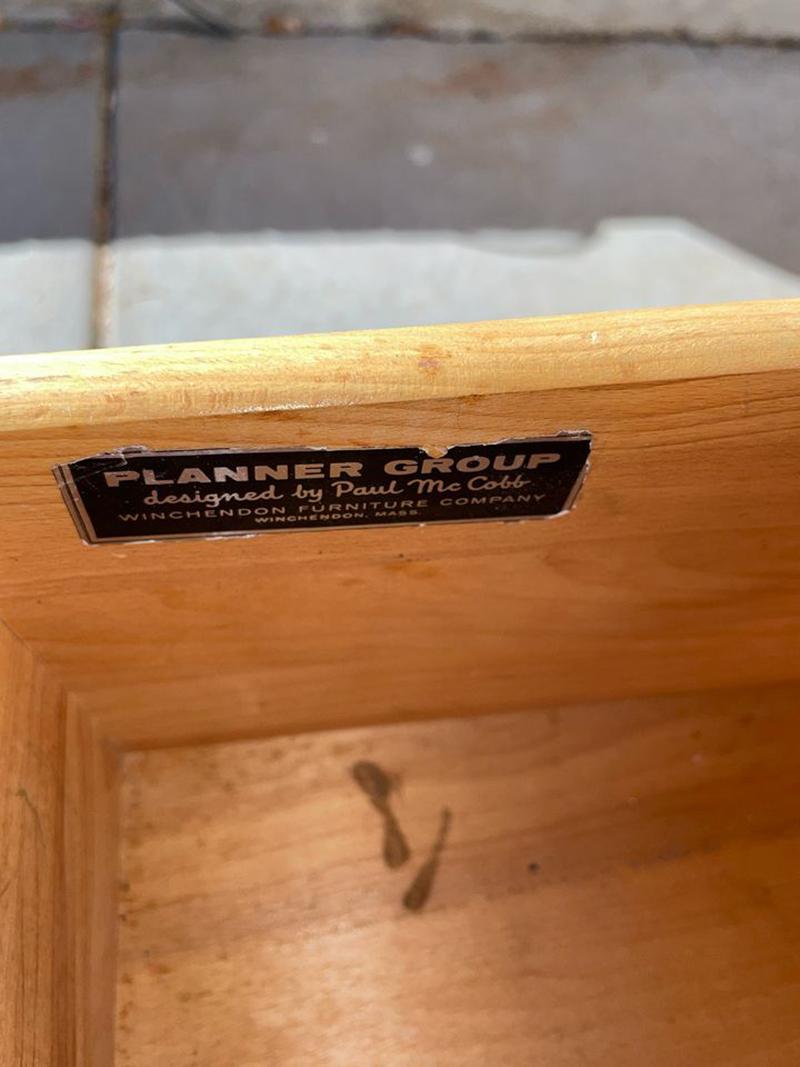 PLANNER GROUP
designed by Paul Mc Cobb
WINCHENDON FURNITURE COMPANY
WINCHENDON, MASS.